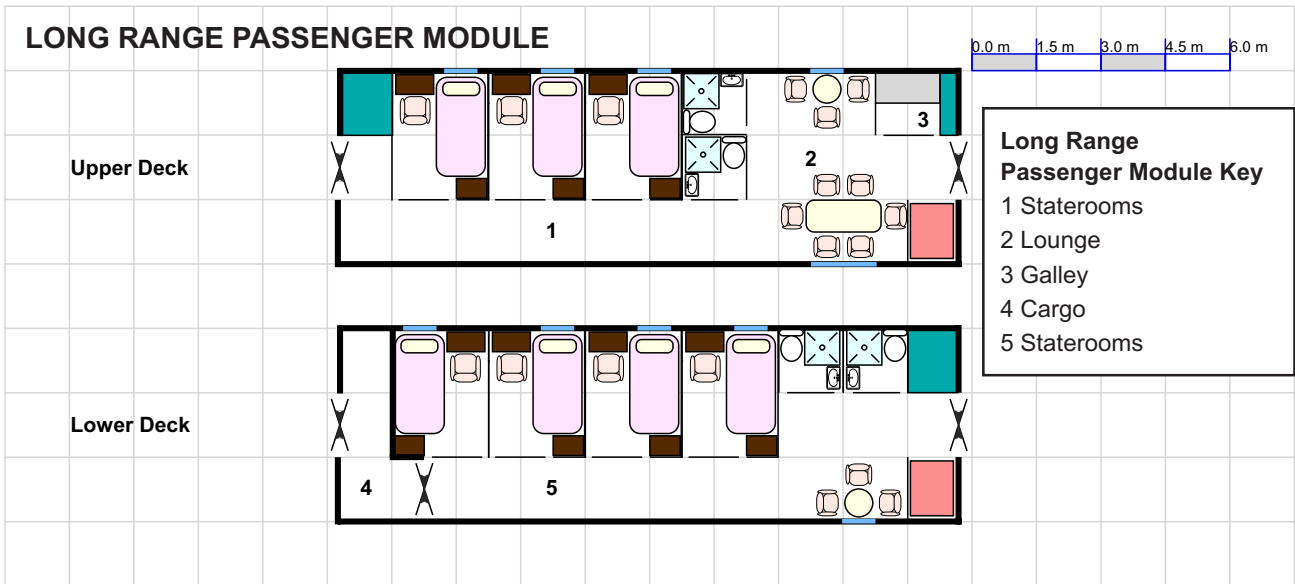 LONG RANGE PASSENGER MODULE
0.0 m 1.5 m 3.0 m 4.5 m 6.0 m
Upper Deck
3
2
1
Long Range
Passenger Module Key
1 Staterooms
2 Lounge
3 Galley
4 Cargo
5 Staterooms
Lower Deck
4 5